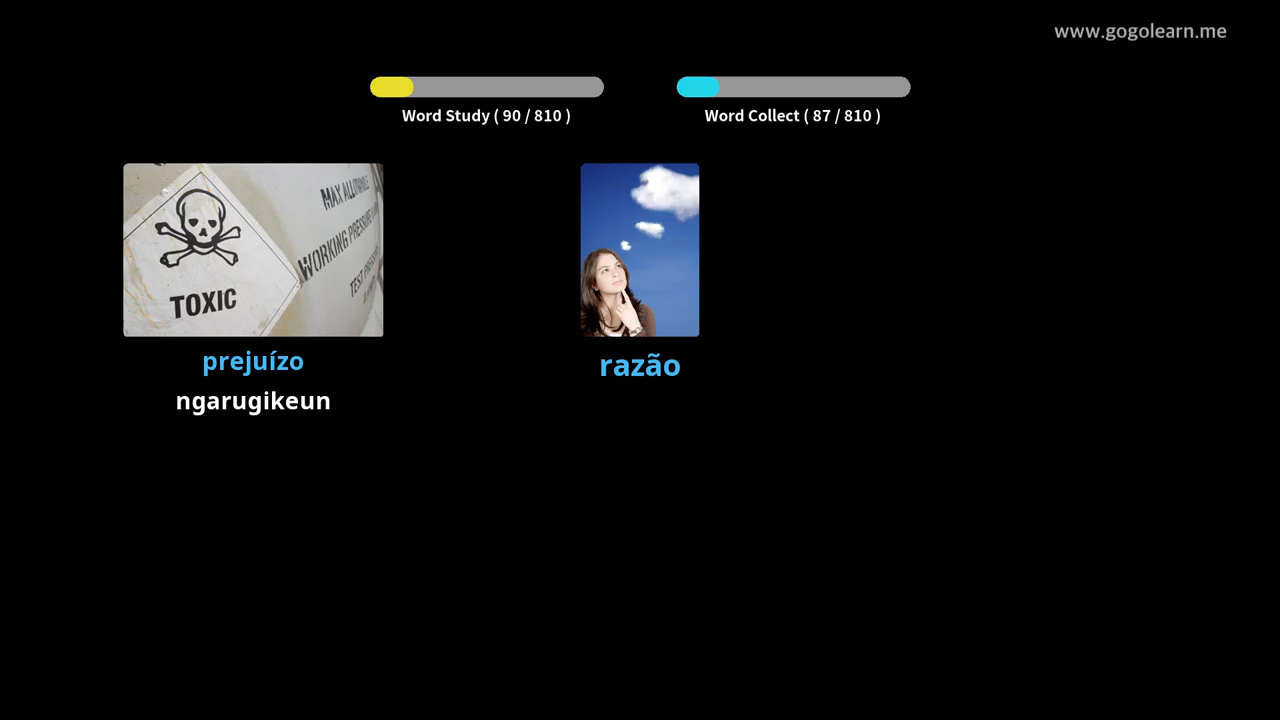 www.gogolearn.me
Word Study ( 90 / 810 )
Word Collect ( 87 / 810 )
MAX ALLOWABLE
WORKING PRESSURE
TEST
TOXIC
prejuízo
razão
ngarugikeun